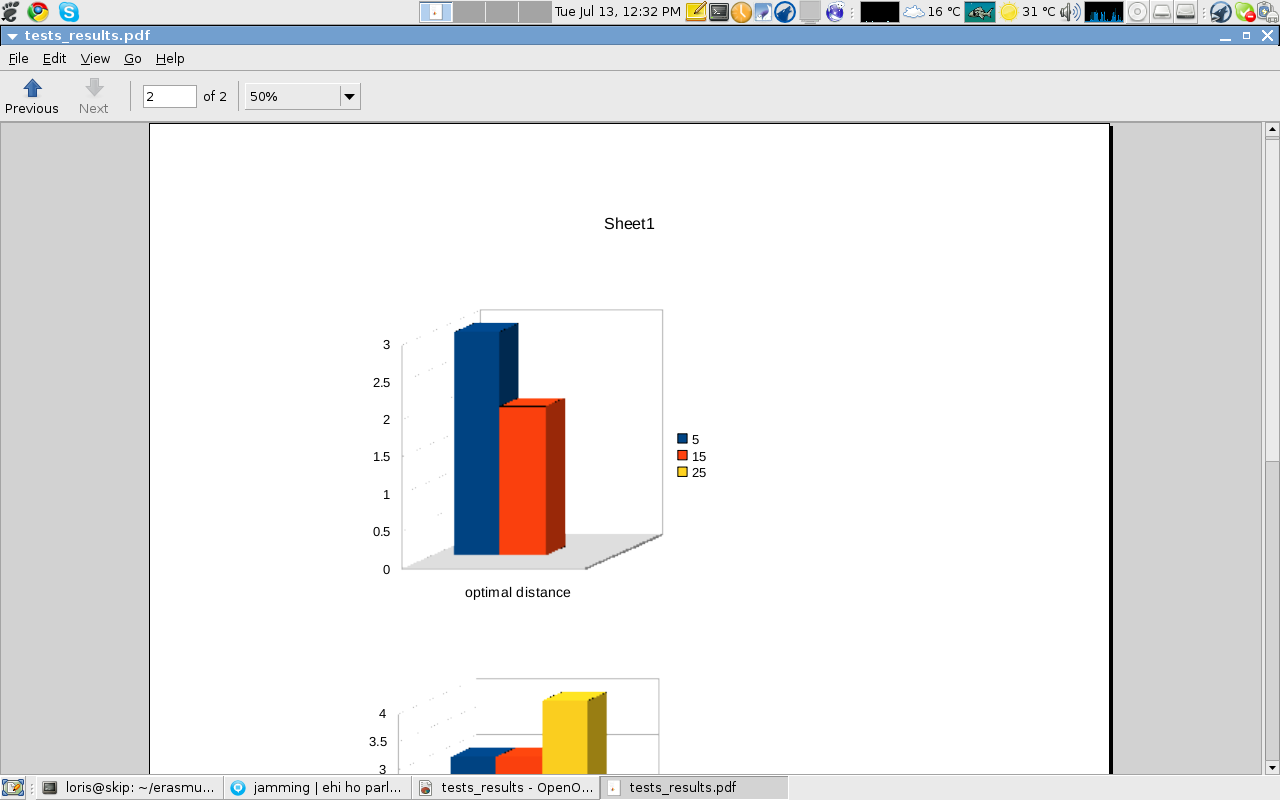 Tue Jul 13, 12:32 PM 16 °C 31 °C
tests_results.pdf
File Edit View Go Help
Previous Next 2 of 2 50%
Sheet1
3
2.5
2
1.5
1
0.5
0
5
15
25
optimal distance
4
3.5
3
loris@skip: ~/erasmu... jamming | ehi ho parl... tests_results - OpenO... tests_results.pdf